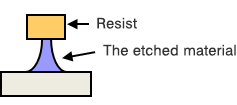 Resist
The etched material